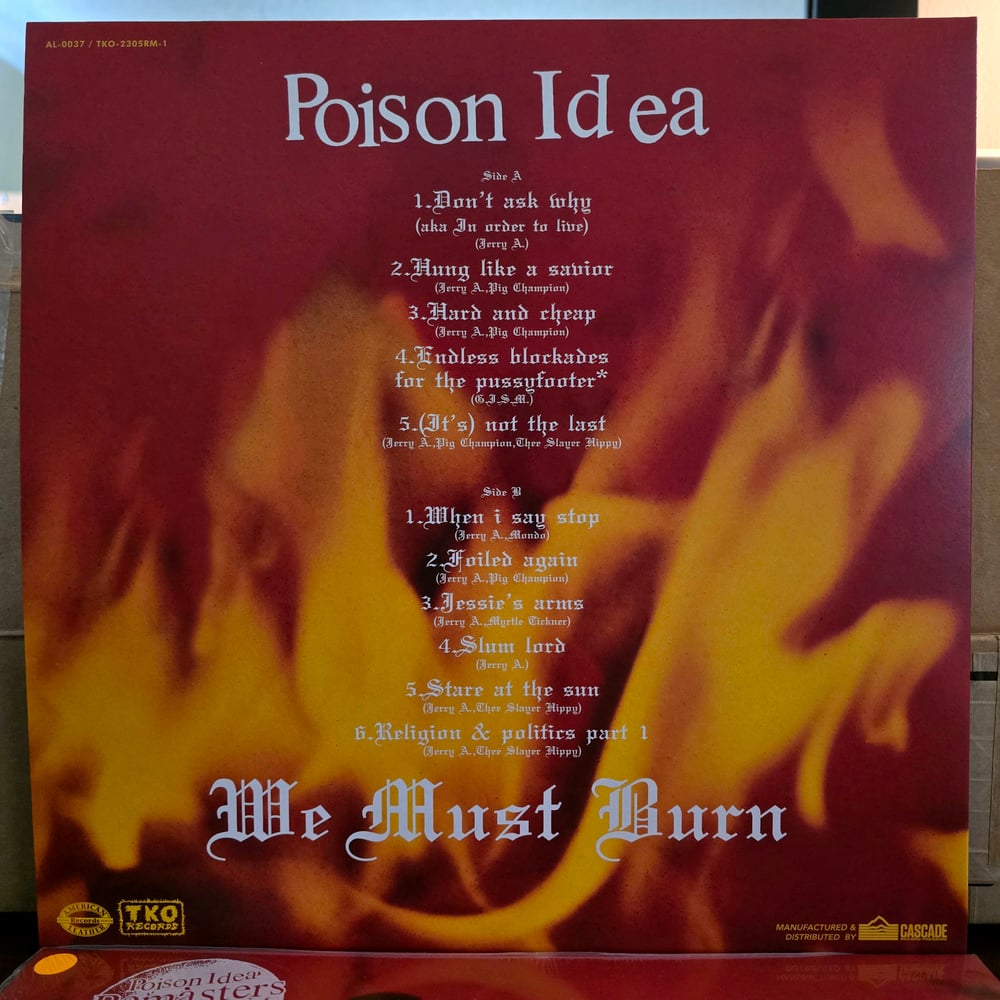 AL-0037 / TKO-2305RM-1
Poison Idea
Side A
1.Don't ask why
(aka In order to live)
(Jerry A.)
2.Hung like a savior
(Jerry A.,Pig Champion)
3.Hard and cheap
(Jerry A.,Pig Champion)
4.Endless blockades
for the pussyfooter*
(G.I.S.M.)
5.(It's) not the last
(Jerry A.,Pig Champion,Thee Slayer Hippy)
Side B
1.When i say stop
(Jerry A.,Mondo)
2.Foiled again
(Jerry A.,Pig Champion)
3.Jessie's arms
(Jerry A.,Myrtle Tickner)
4.Slum lord
(Jerry A.)
5.Stare at the sun
(Jerry A.,Thee Slayer Hippy)
6.Religion & politics part 1
(Jerry A.,Thee Slayer Hippy)
We Must Burn
AMERICAN
Records
LEATHER
TKO
RECORDS
MANUFACTURED &
DISTRIBUTED BY
CASCADE
Poison Idea
Remasters